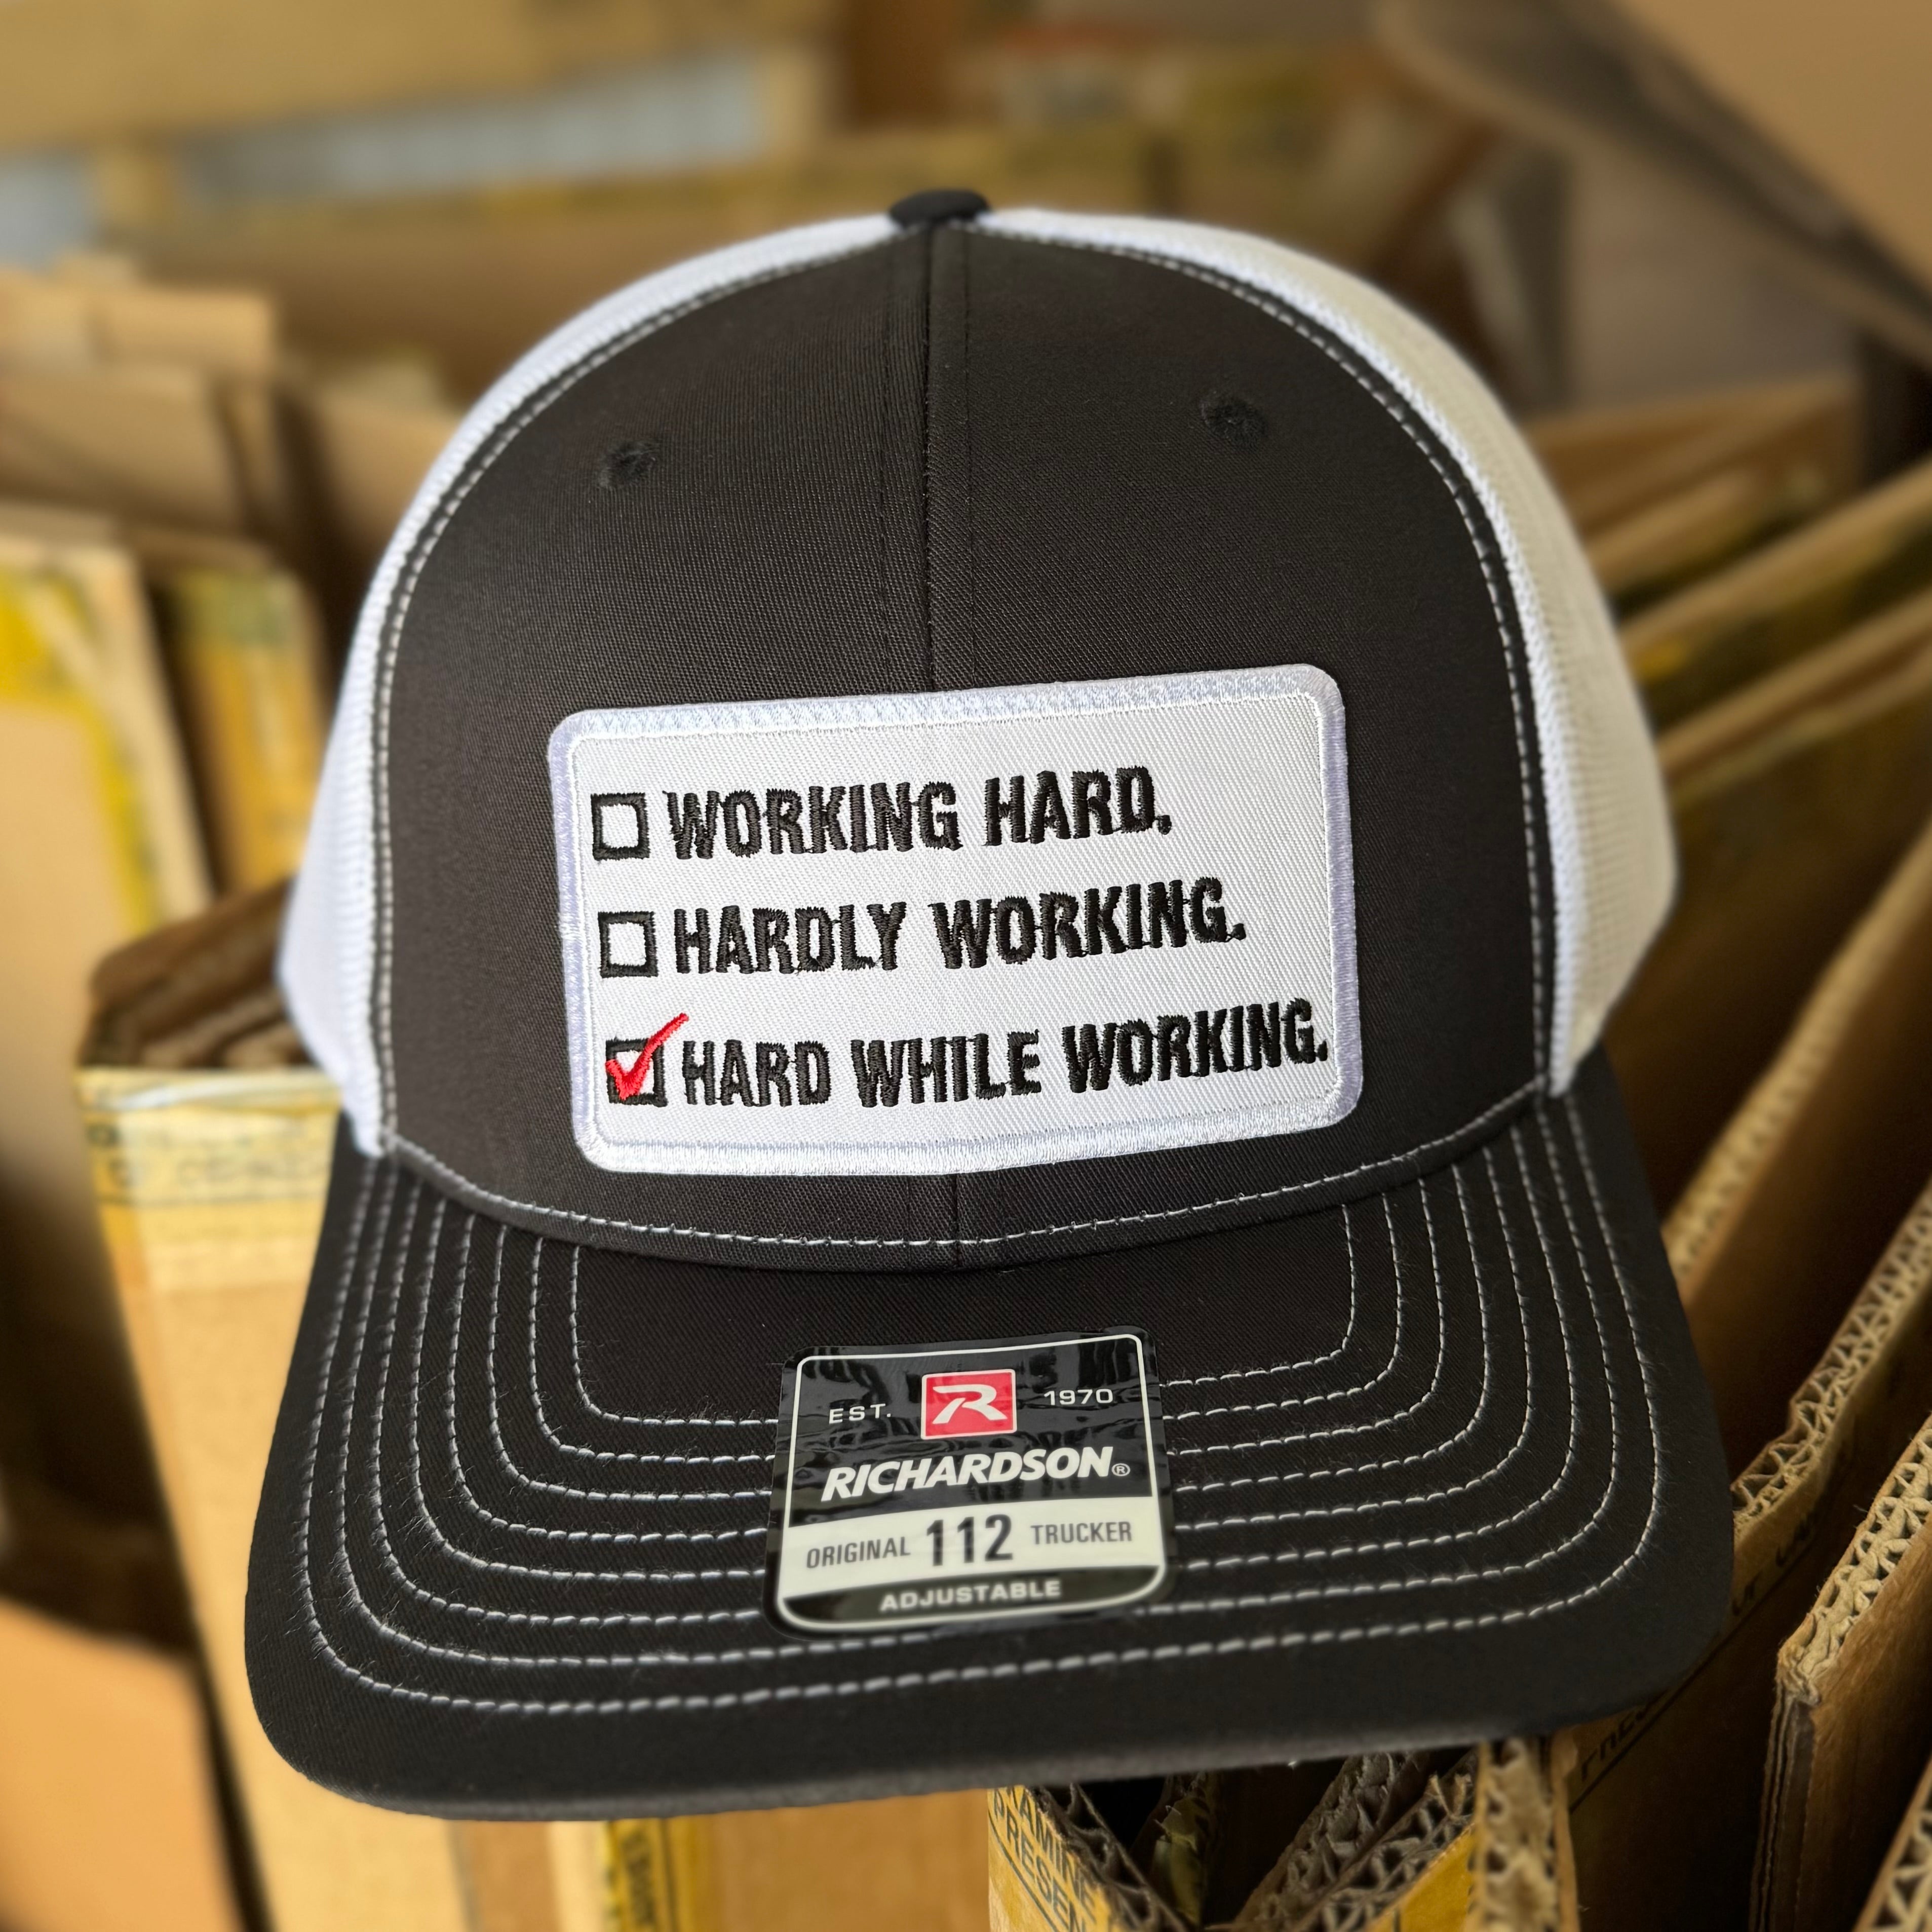 WORKING HARD.
HARDLY WORKING.
HARD WHILE WORKING.
EST. R 1970
RICHARDSON®
ORIGINAL 112 TRUCKER
ADJUSTABLE